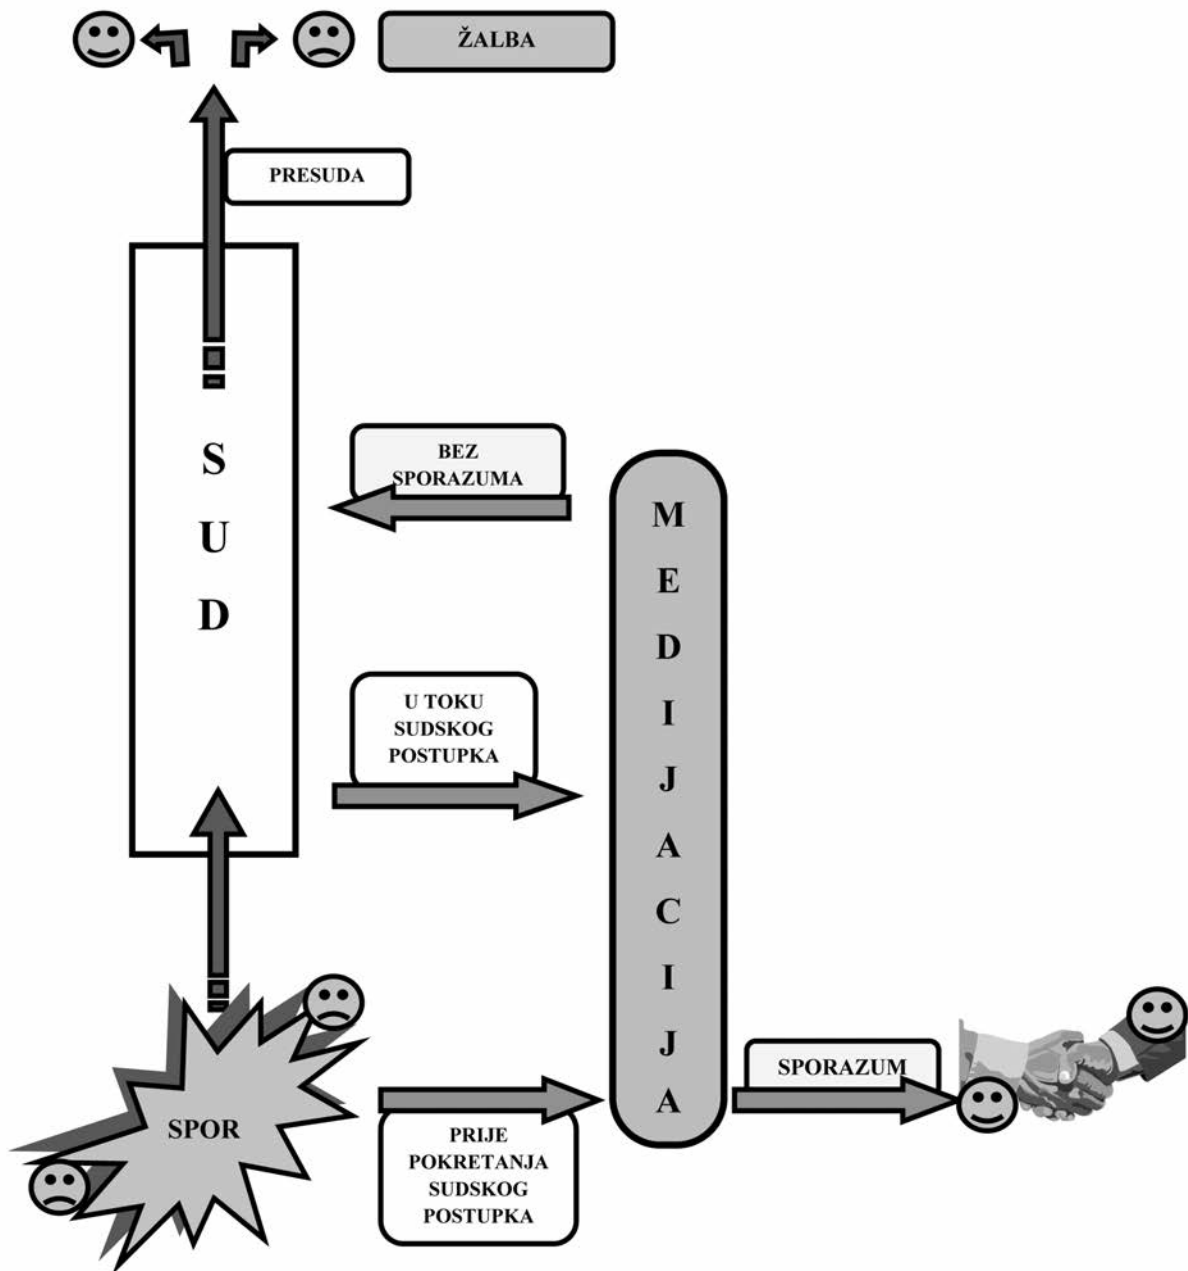 ŽALBA
PRESUDA
S
U
D
BEZ
SPORAZUMA
M
E
D
I
J
A
C
I
J
A
U TOKU
SUDSKOG
POSTUPKA
SPOR
PRIJE
POKRETANJA
SUDSKOG
POSTUPKA
SPORAZUM